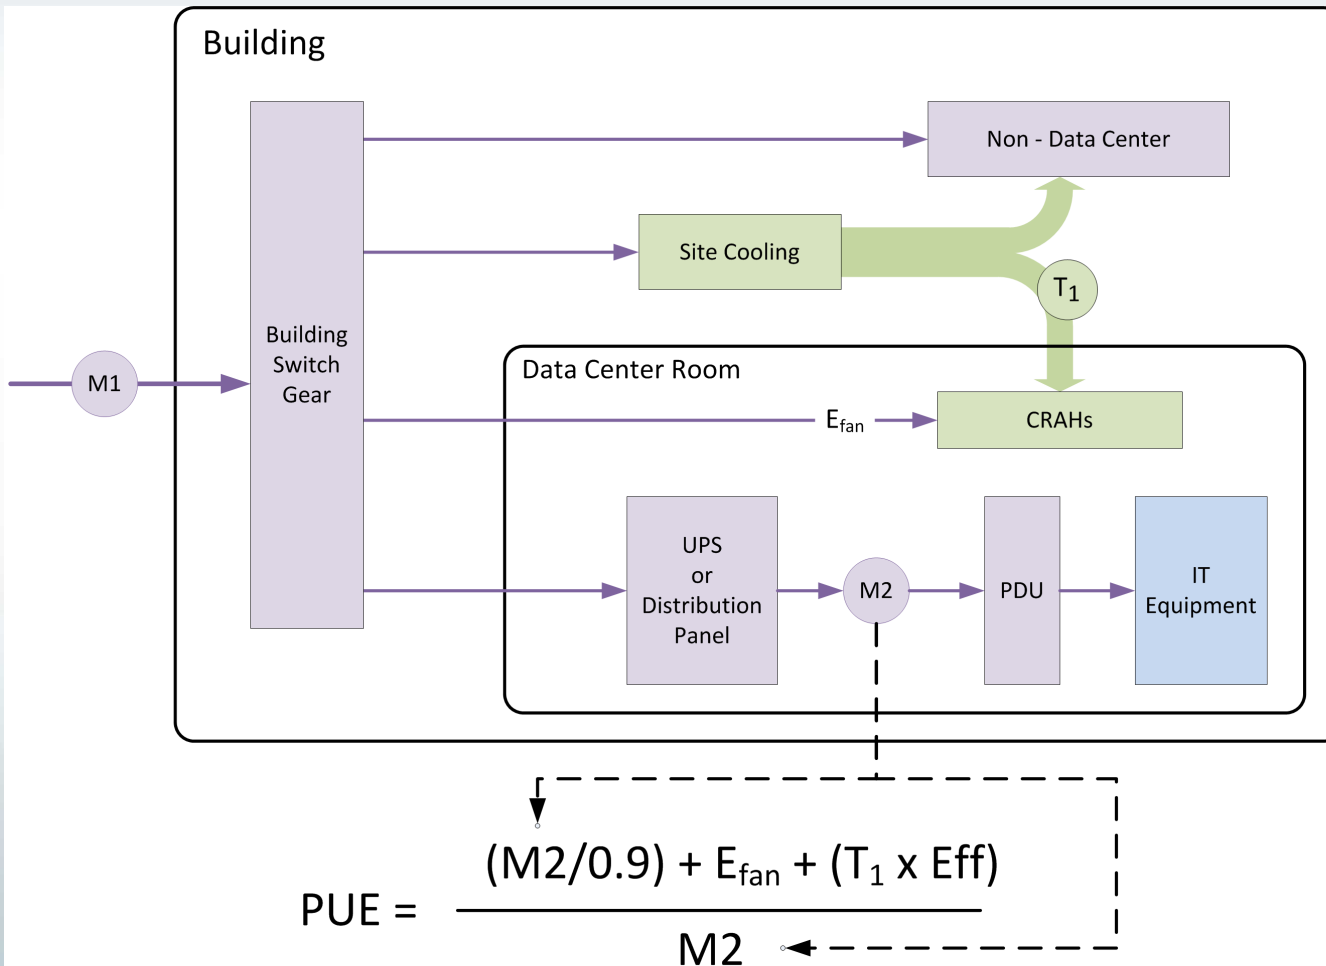 Building
Non - Data Center
Site Cooling
T1
Building
Switch
Gear
M1
Data Center Room
Efan
CRAHs
UPS
or
Distribution
Panel
M2
PDU
IT
Equipment
PUE =
(M2/0.9) + Efan + (T1 x Eff)
M2